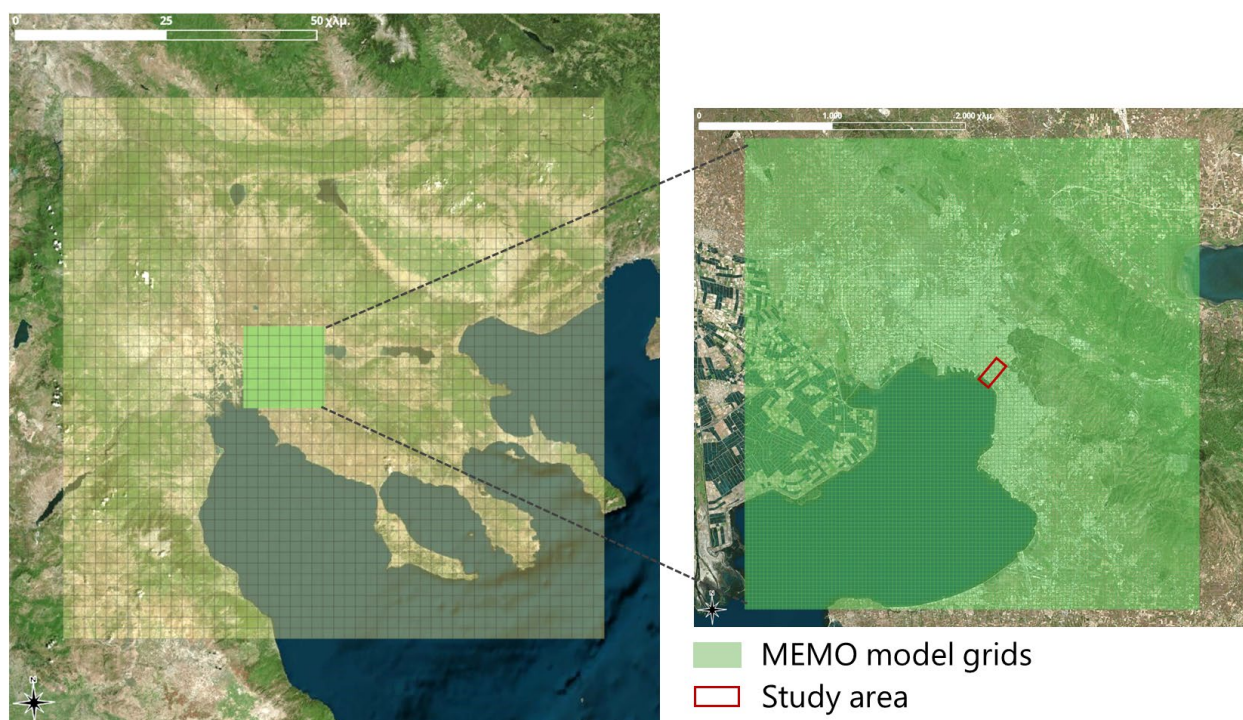 0 25 50 χλμ.
N
0 1.000 2.000 χλμ.
N
MEMO model grids
Study area